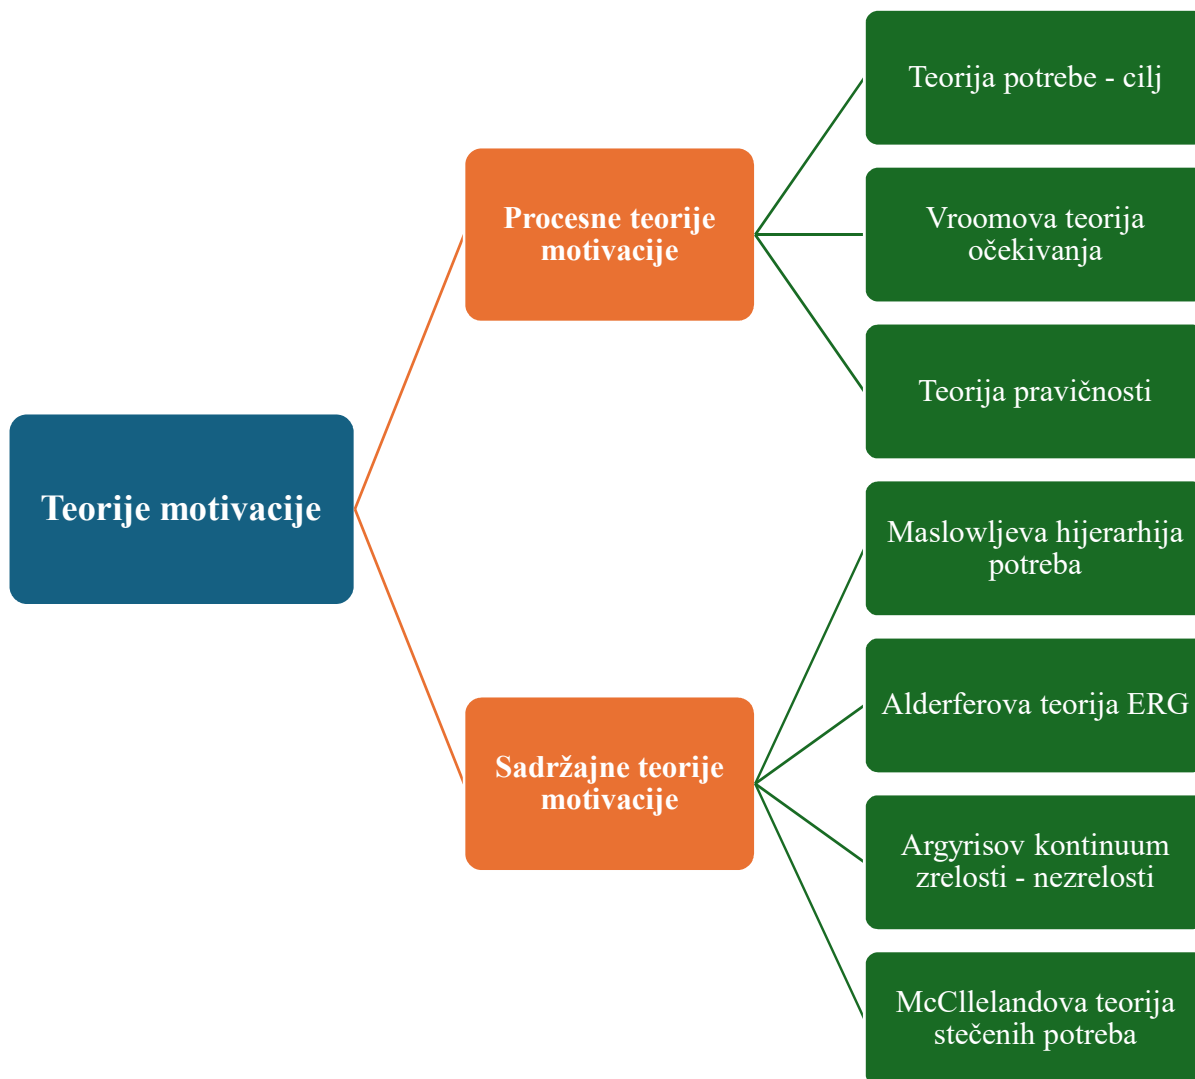 Teorije motivacije
Procesne teorije
motivacije
Teorija potrebe - cilj
Vroomova teorija
očekivanja
Teorija pravičnosti
Sadržajne teorije
motivacije
Maslowljeva hijerarhija
potreba
Alderferova teorija ERG
Argyrisov kontinuum
zrelosti - nezrelosti
McCllelandova teorija
stečenih potreba